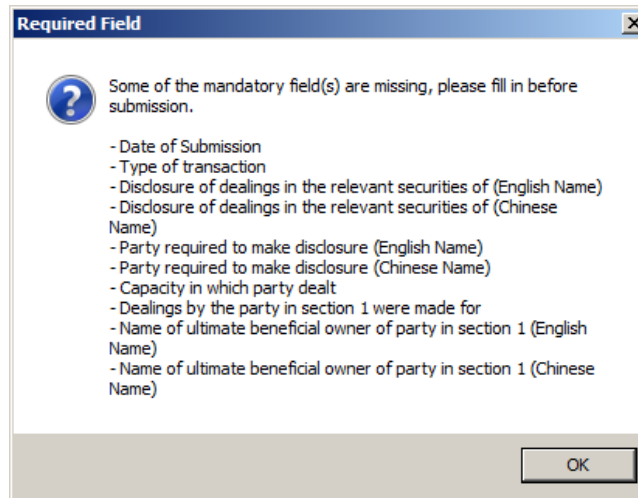 Required Field
Some of the mandatory field(s) are missing, please fill in before
submission.
- Date of Submission
- Type of transaction
- Disclosure of dealings in the relevant securities of (English Name)
- Disclosure of dealings in the relevant securities of (Chinese
Name)
- Party required to make disclosure (English Name)
- Party required to make disclosure (Chinese Name)
- Capacity in which party dealt
- Dealings by the party in section 1 were made for
- Name of ultimate beneficial owner of party in section 1 (English
Name)
- Name of ultimate beneficial owner of party in section 1 (Chinese
Name)
OK